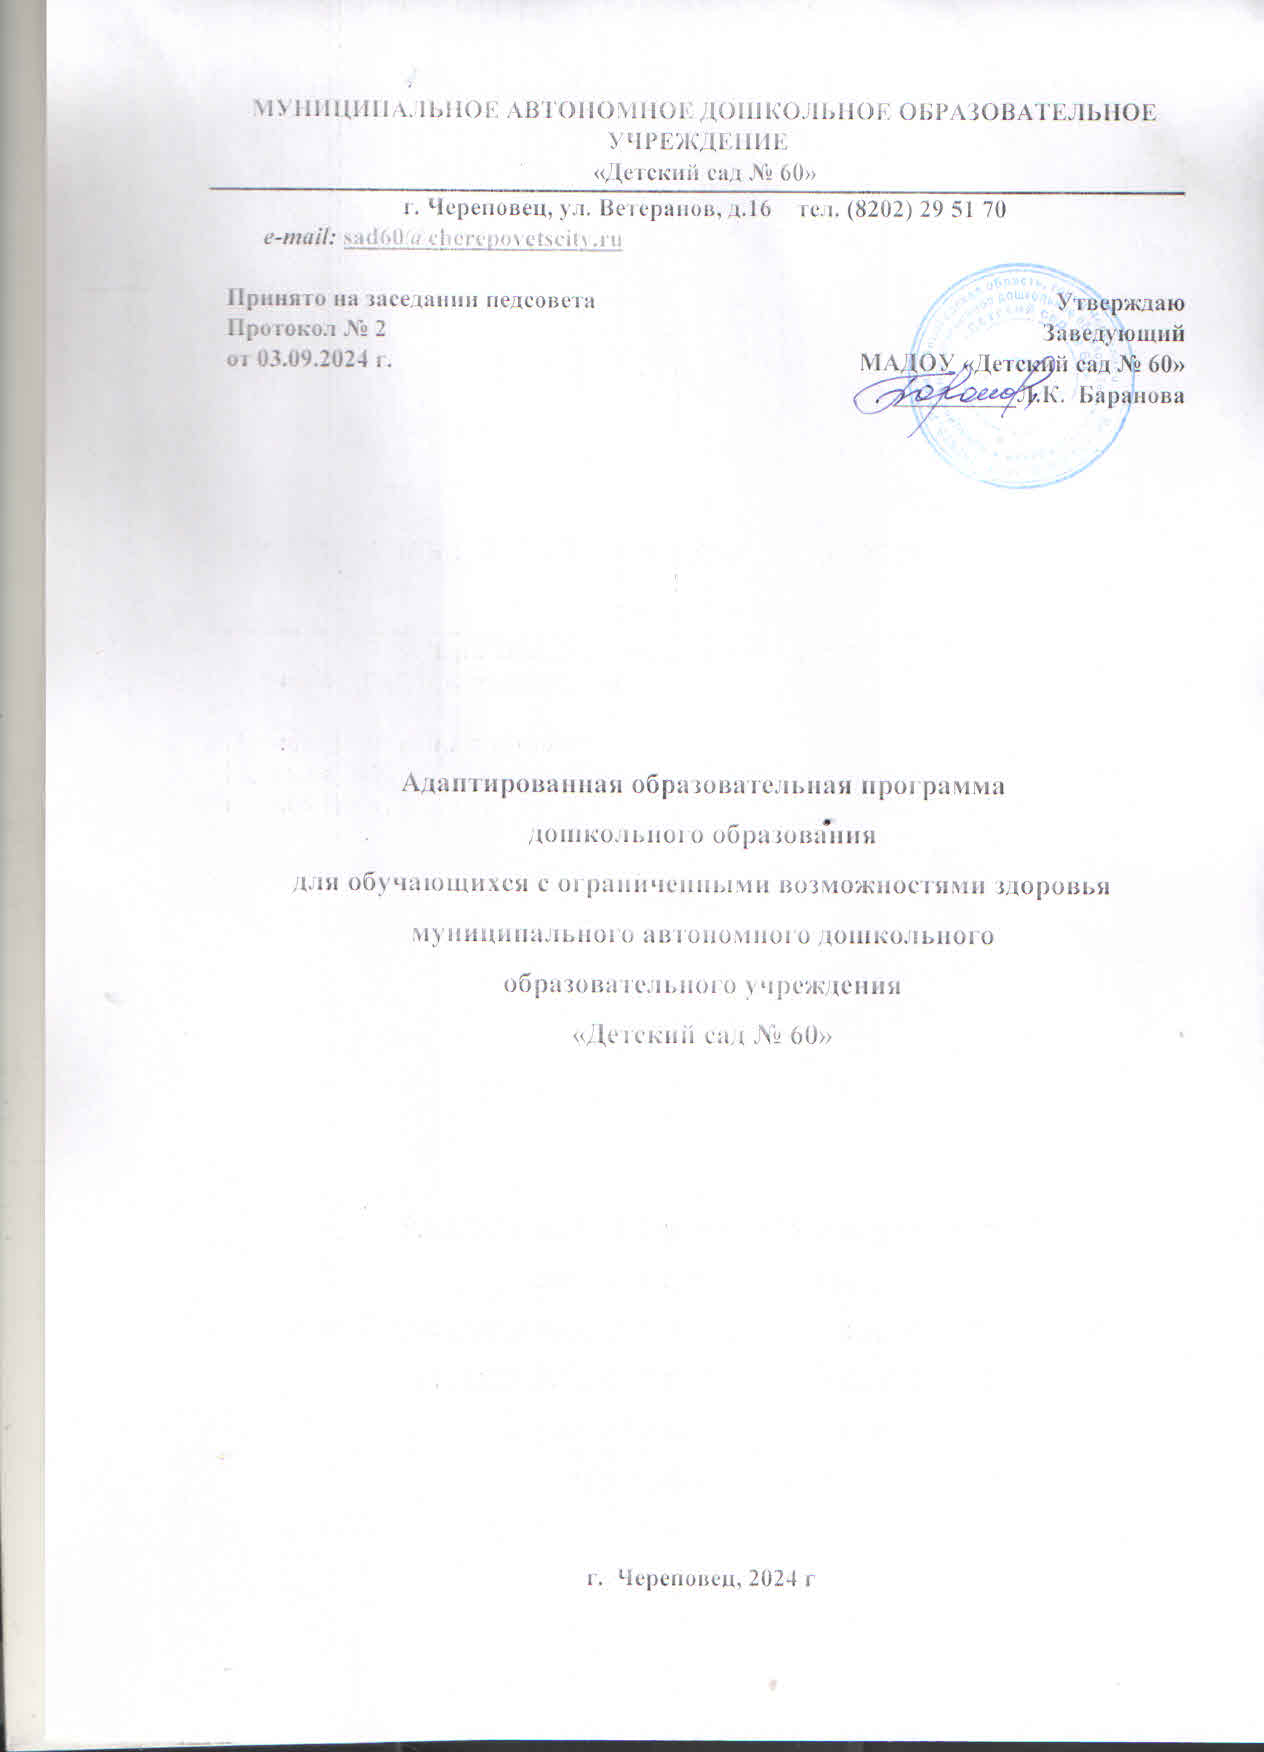 МУНИЦИПАЛЬНОЕ АВТОНОМНОЕ ДОШКОЛЬНОЕ ОБРАЗОВАТЕЛЬНОЕ
УЧРЕЖДЕНИЕ
«Детский сад № 60»
г. Череповец, ул. Ветеранов, д.16 тел. (8202) 29 51 70
e-mail: sad60@cherepovetscity.ru
Принято на заседании педсовета
Протокол № 2
от 03.09.2024 г.
Утверждаю
Заведующий
МАДОУ «Детский сад № 60»
Л.К. Баранова
Адаптированная образовательная программа
дошкольного образования
для обучающихся с ограниченными возможностями здоровья
муниципального автономного дошкольного
образовательного учреждения
«Детский сад № 60»
г. Череповец, 2024 г